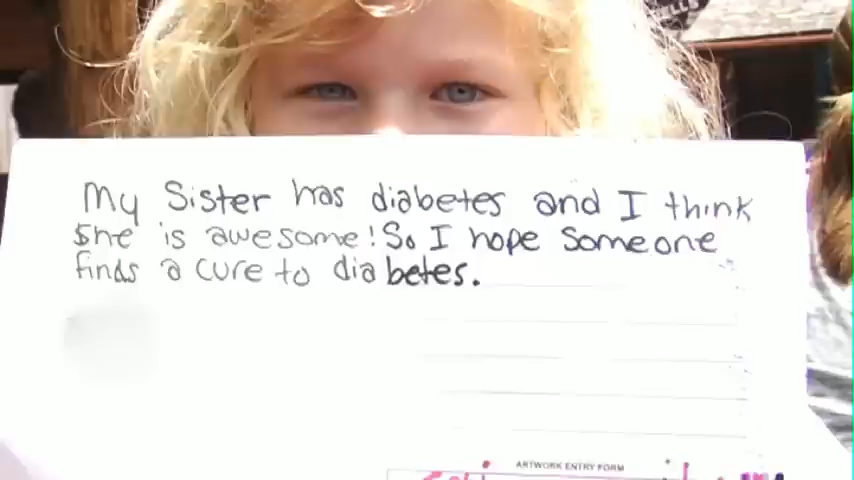 My Sister has diabetes and I think
she is awesome! So I hope someone
finds a cure to diabetes.
ARTWORK ENTRY FORM